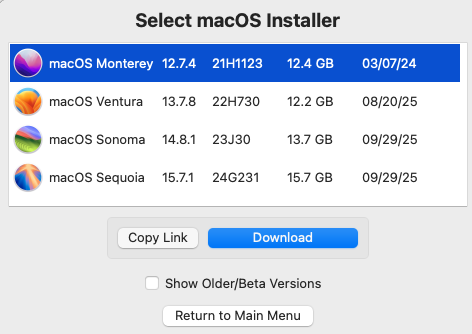 Select macOS Installer
macOS Monterey 12.7.4 21H1123 12.4 GB 03/07/24
macOS Ventura 13.7.8 22H730 12.2 GB 08/20/25
macOS Sonoma 14.8.1 23J30 13.7 GB 09/29/25
macOS Sequoia 15.7.1 24G231 15.7 GB 09/29/25
Copy Link Download
Show Older/Beta Versions
Return to Main Menu